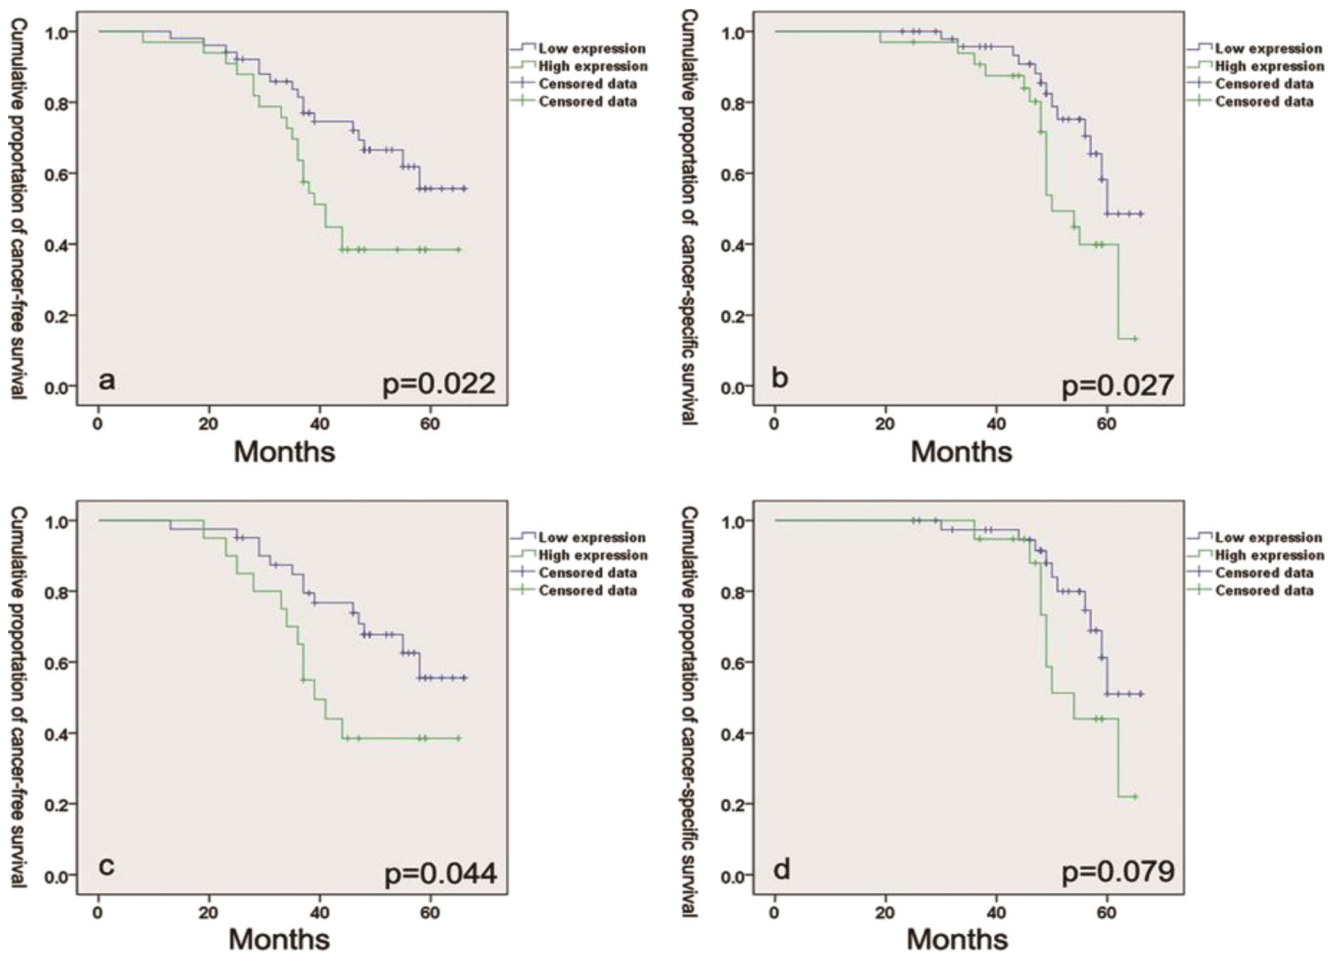 Cumulative proportation of cancer-free survival
1.0
0.8
0.6
0.4
0.2
0.0
Low expression
High expression
Censored data
Censored data
a
p=0.022
0 20 40 60
Months
Cumulative proportation of cancer-specific survival
1.0
0.8
0.6
0.4
0.2
0.0
Low expression
High expression
Censored data
Censored data
b
p=0.027
0 20 40 60
Months
Cumulative proportation of cancer-free survival
1.0
0.8
0.6
0.4
0.2
0.0
Low expression
High expression
Censored data
Censored data
c
p=0.044
0 20 40 60
Months
Cumulative proportation of cancer-specific survival
1.0
0.8
0.6
0.4
0.2
0.0
Low expression
High expression
Censored data
Censored data
d
p=0.079
0 20 40 60
Months